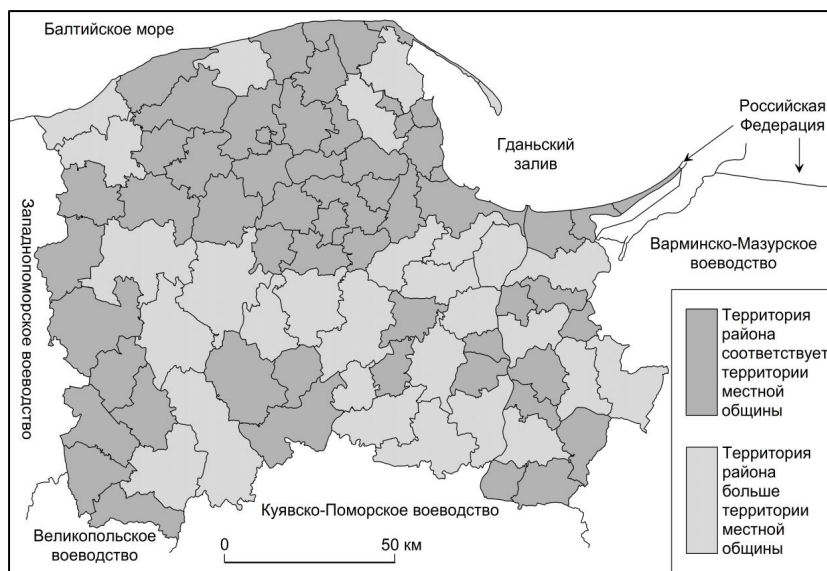 Балтийское море
Российская
Федерация
Гданьский
залив
Западнопоморское воеводство
Варминско-Мазурское
воеводство
Территория
района
соответствует
территории
местной
общины
Территория
района
больше
территории
местной
общины
Куявско-Поморское воеводство
Великопольское
воеводство
0
50 км